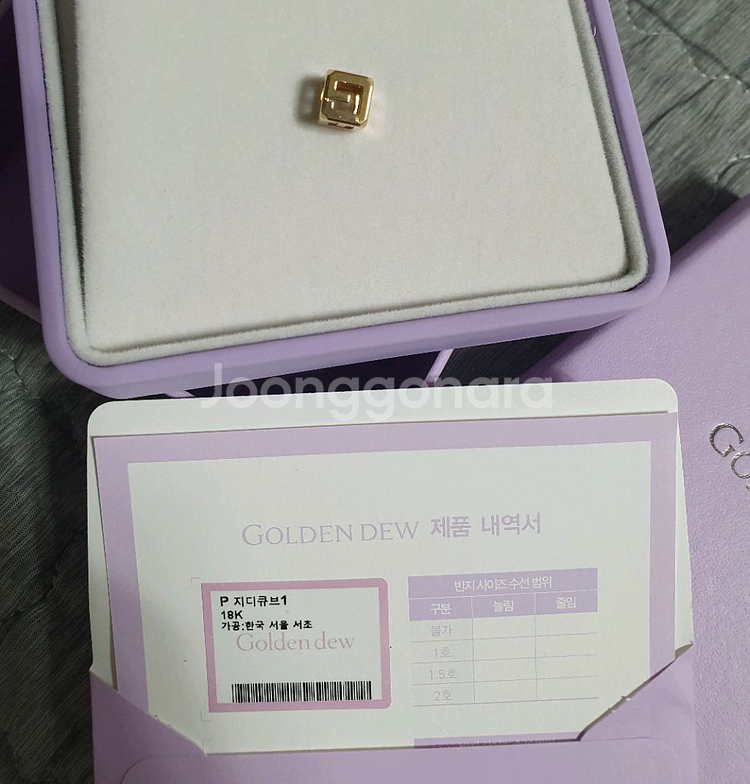 Joonggonara
GO
GOLDEN DEW 제품 내역서
P 지디큐브1
18K
가공:한국 서울 서초
Golden dew
반지 사이즈 수선 범위
구분 늘림 줄임
불가
1호
1.5호
2호